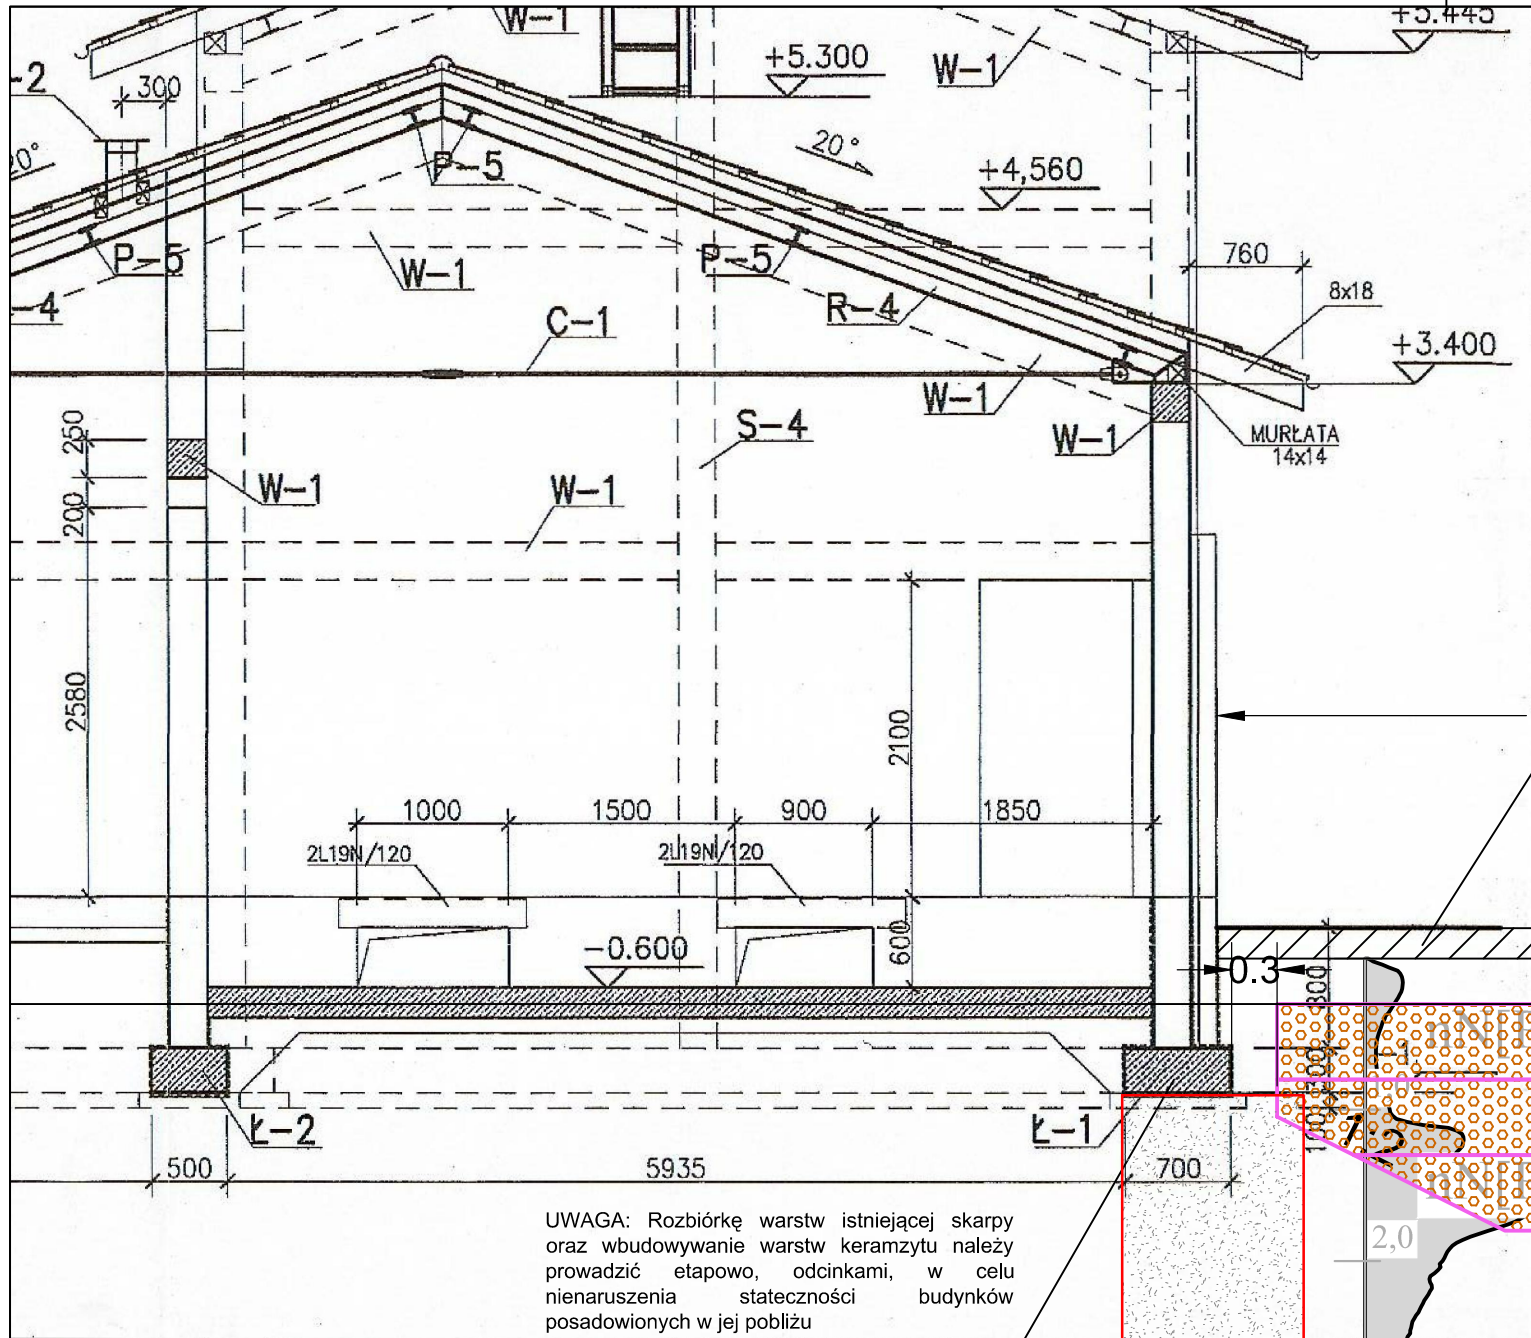 W-1
+5.445
+5.300
W-1
-2
300
20°
P-5
20°
+4,560
P-5
W-1
P-5
760
8x18
R-4
-4
C-1
+3.400
W-1
W-1
S-4
MURŁATA
14x14
250
W-1
W-1
200
2580
2100
1000
1500
900
1850
2L19N/120
2L19N/120
600
-0.600
0.3
300
Ł-2
Ł-1
100
500
5935
700
2,0
UWAGA: Rozbiórkę warstw istniejącej skarpy
oraz wbudowywanie warstw keramzytu należy
prowadzić etapowo, odcinkami, w celu
nienaruszenia stateczności budynków
posadowionych w jej pobliżu